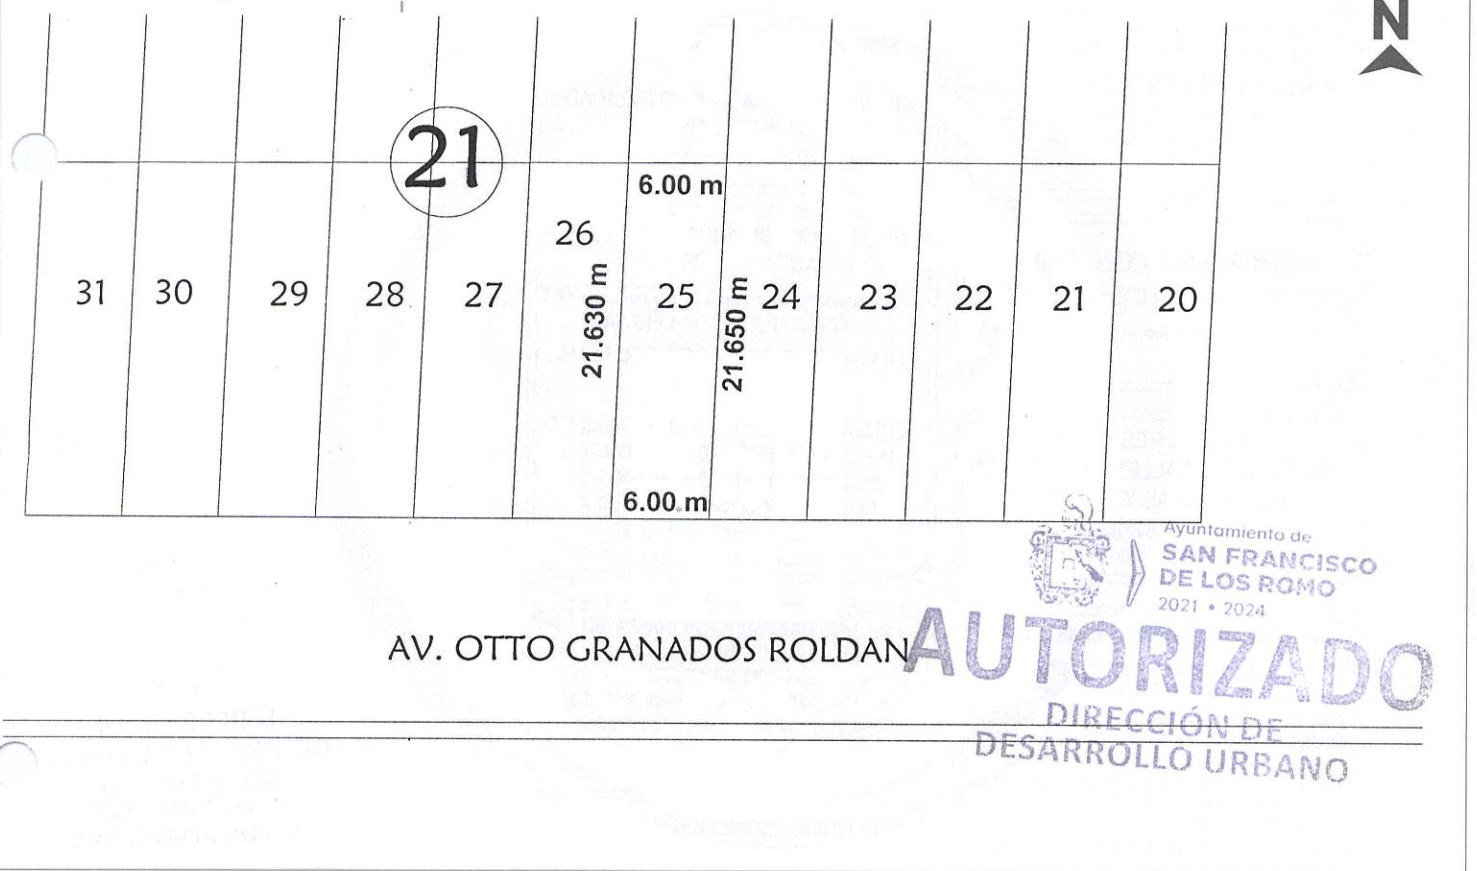 N
21
6.00 m
26
31 30 29 28 27 25 24 23 22 21 20
21.630 m
21.650 m
6.00 m
Ayuntamiento de
SAN FRANCISCO
DE LOS ROMO
2021 • 2024
AV. OTTO GRANADOS ROLDAN
AUTORIZADO
DIRECCIÓN DE
DESARROLLO URBANO